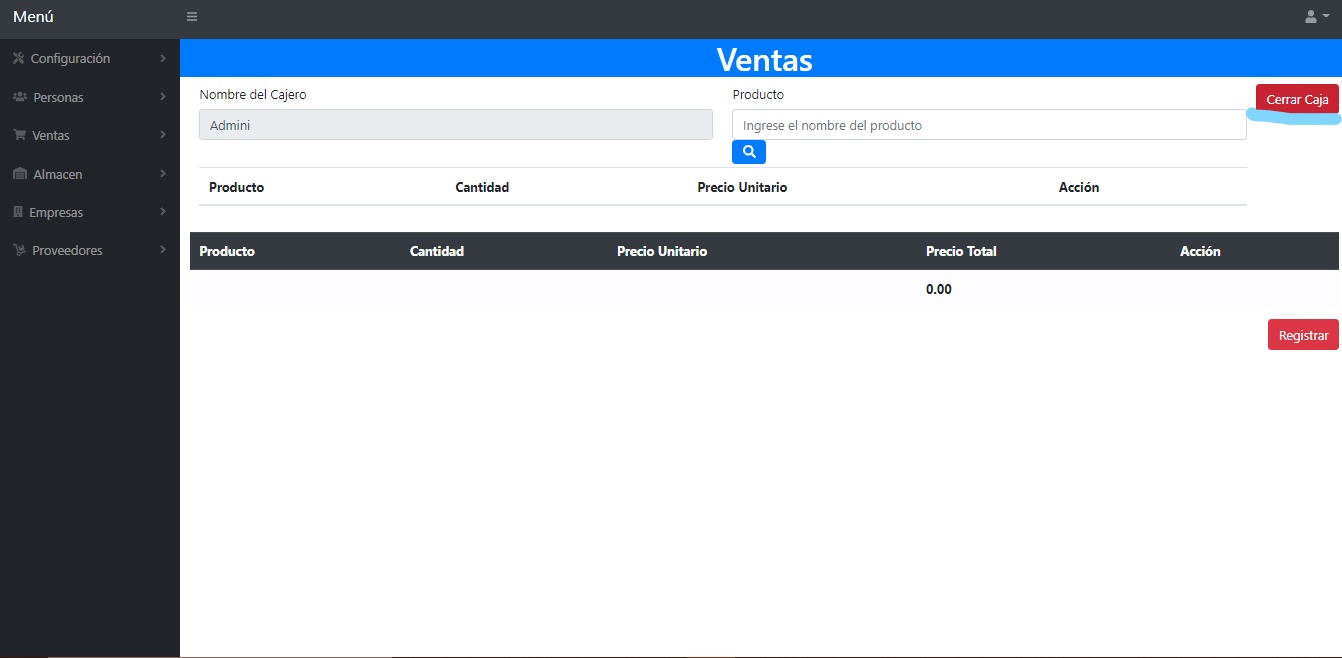 Menú
Configuración
Personas
Ventas
Almacen
Empresas
Proveedores
Ventas
Nombre del Cajero
Admini
Producto
Ingrese el nombre del producto
Cerrar Caja
Producto Cantidad Precio Unitario Acción
Producto Cantidad Precio Unitario Precio Total Acción
0.00
Registrar